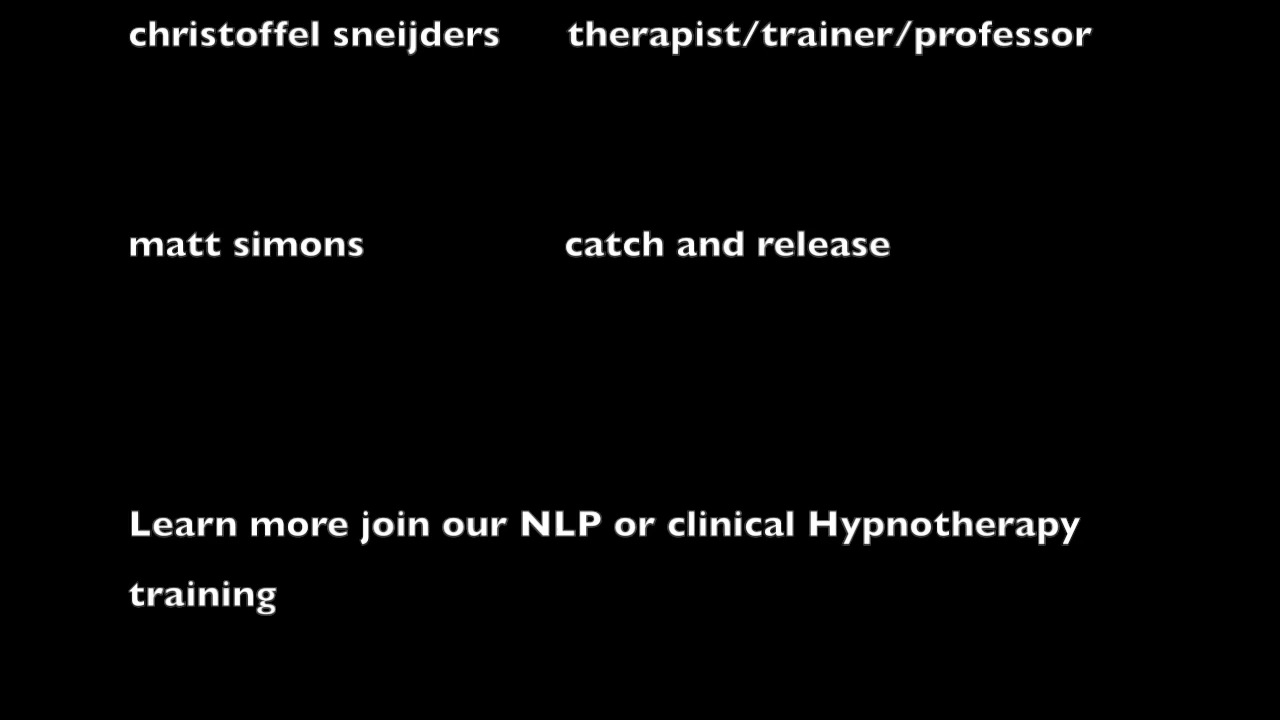 christoffel sneijders therapist/trainer/professor
matt simons catch and release
Learn more join our NLP or clinical Hypnotherapy
training